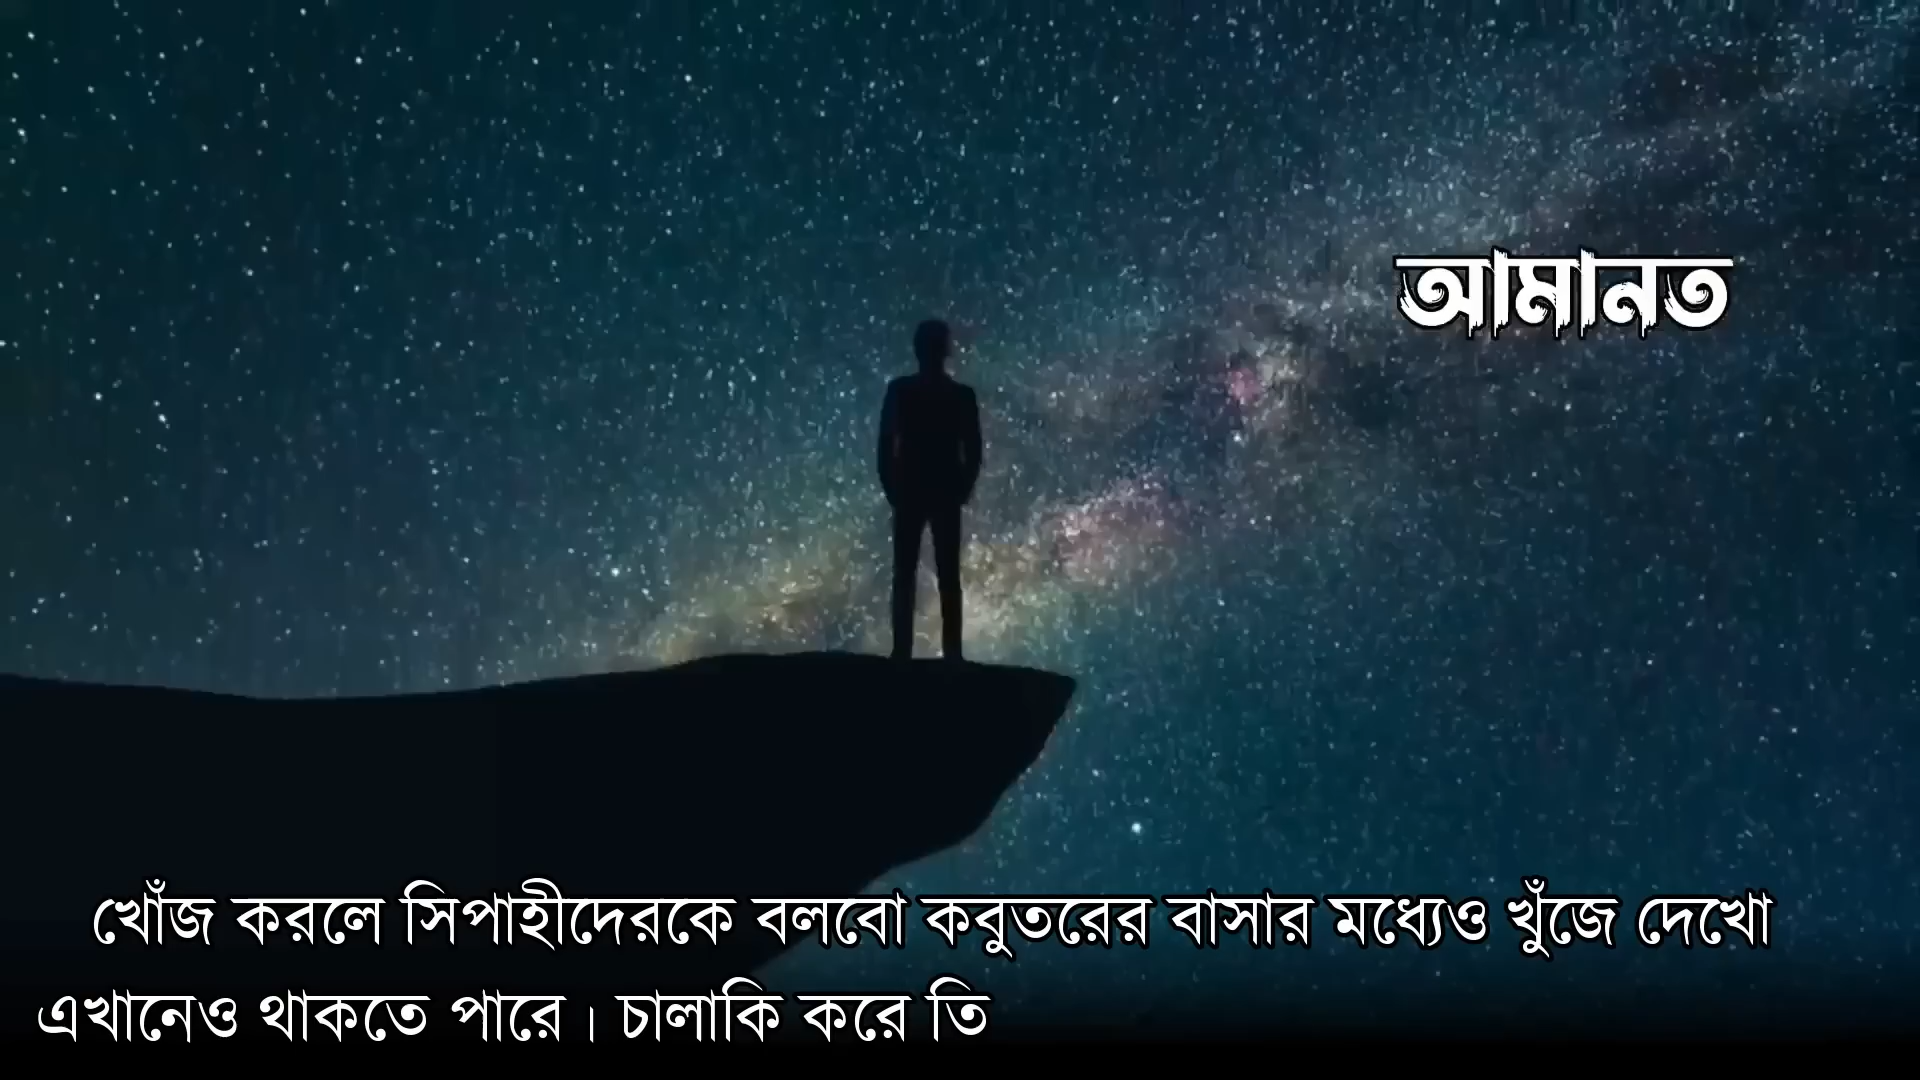 আমানত
খোঁজ করলে সিপাহীদেরকে বলবো কবুতরের বাসার মধ্যেও খুঁজে দেখো
এখানেও থাকতে পারে। চালাকি করে তি